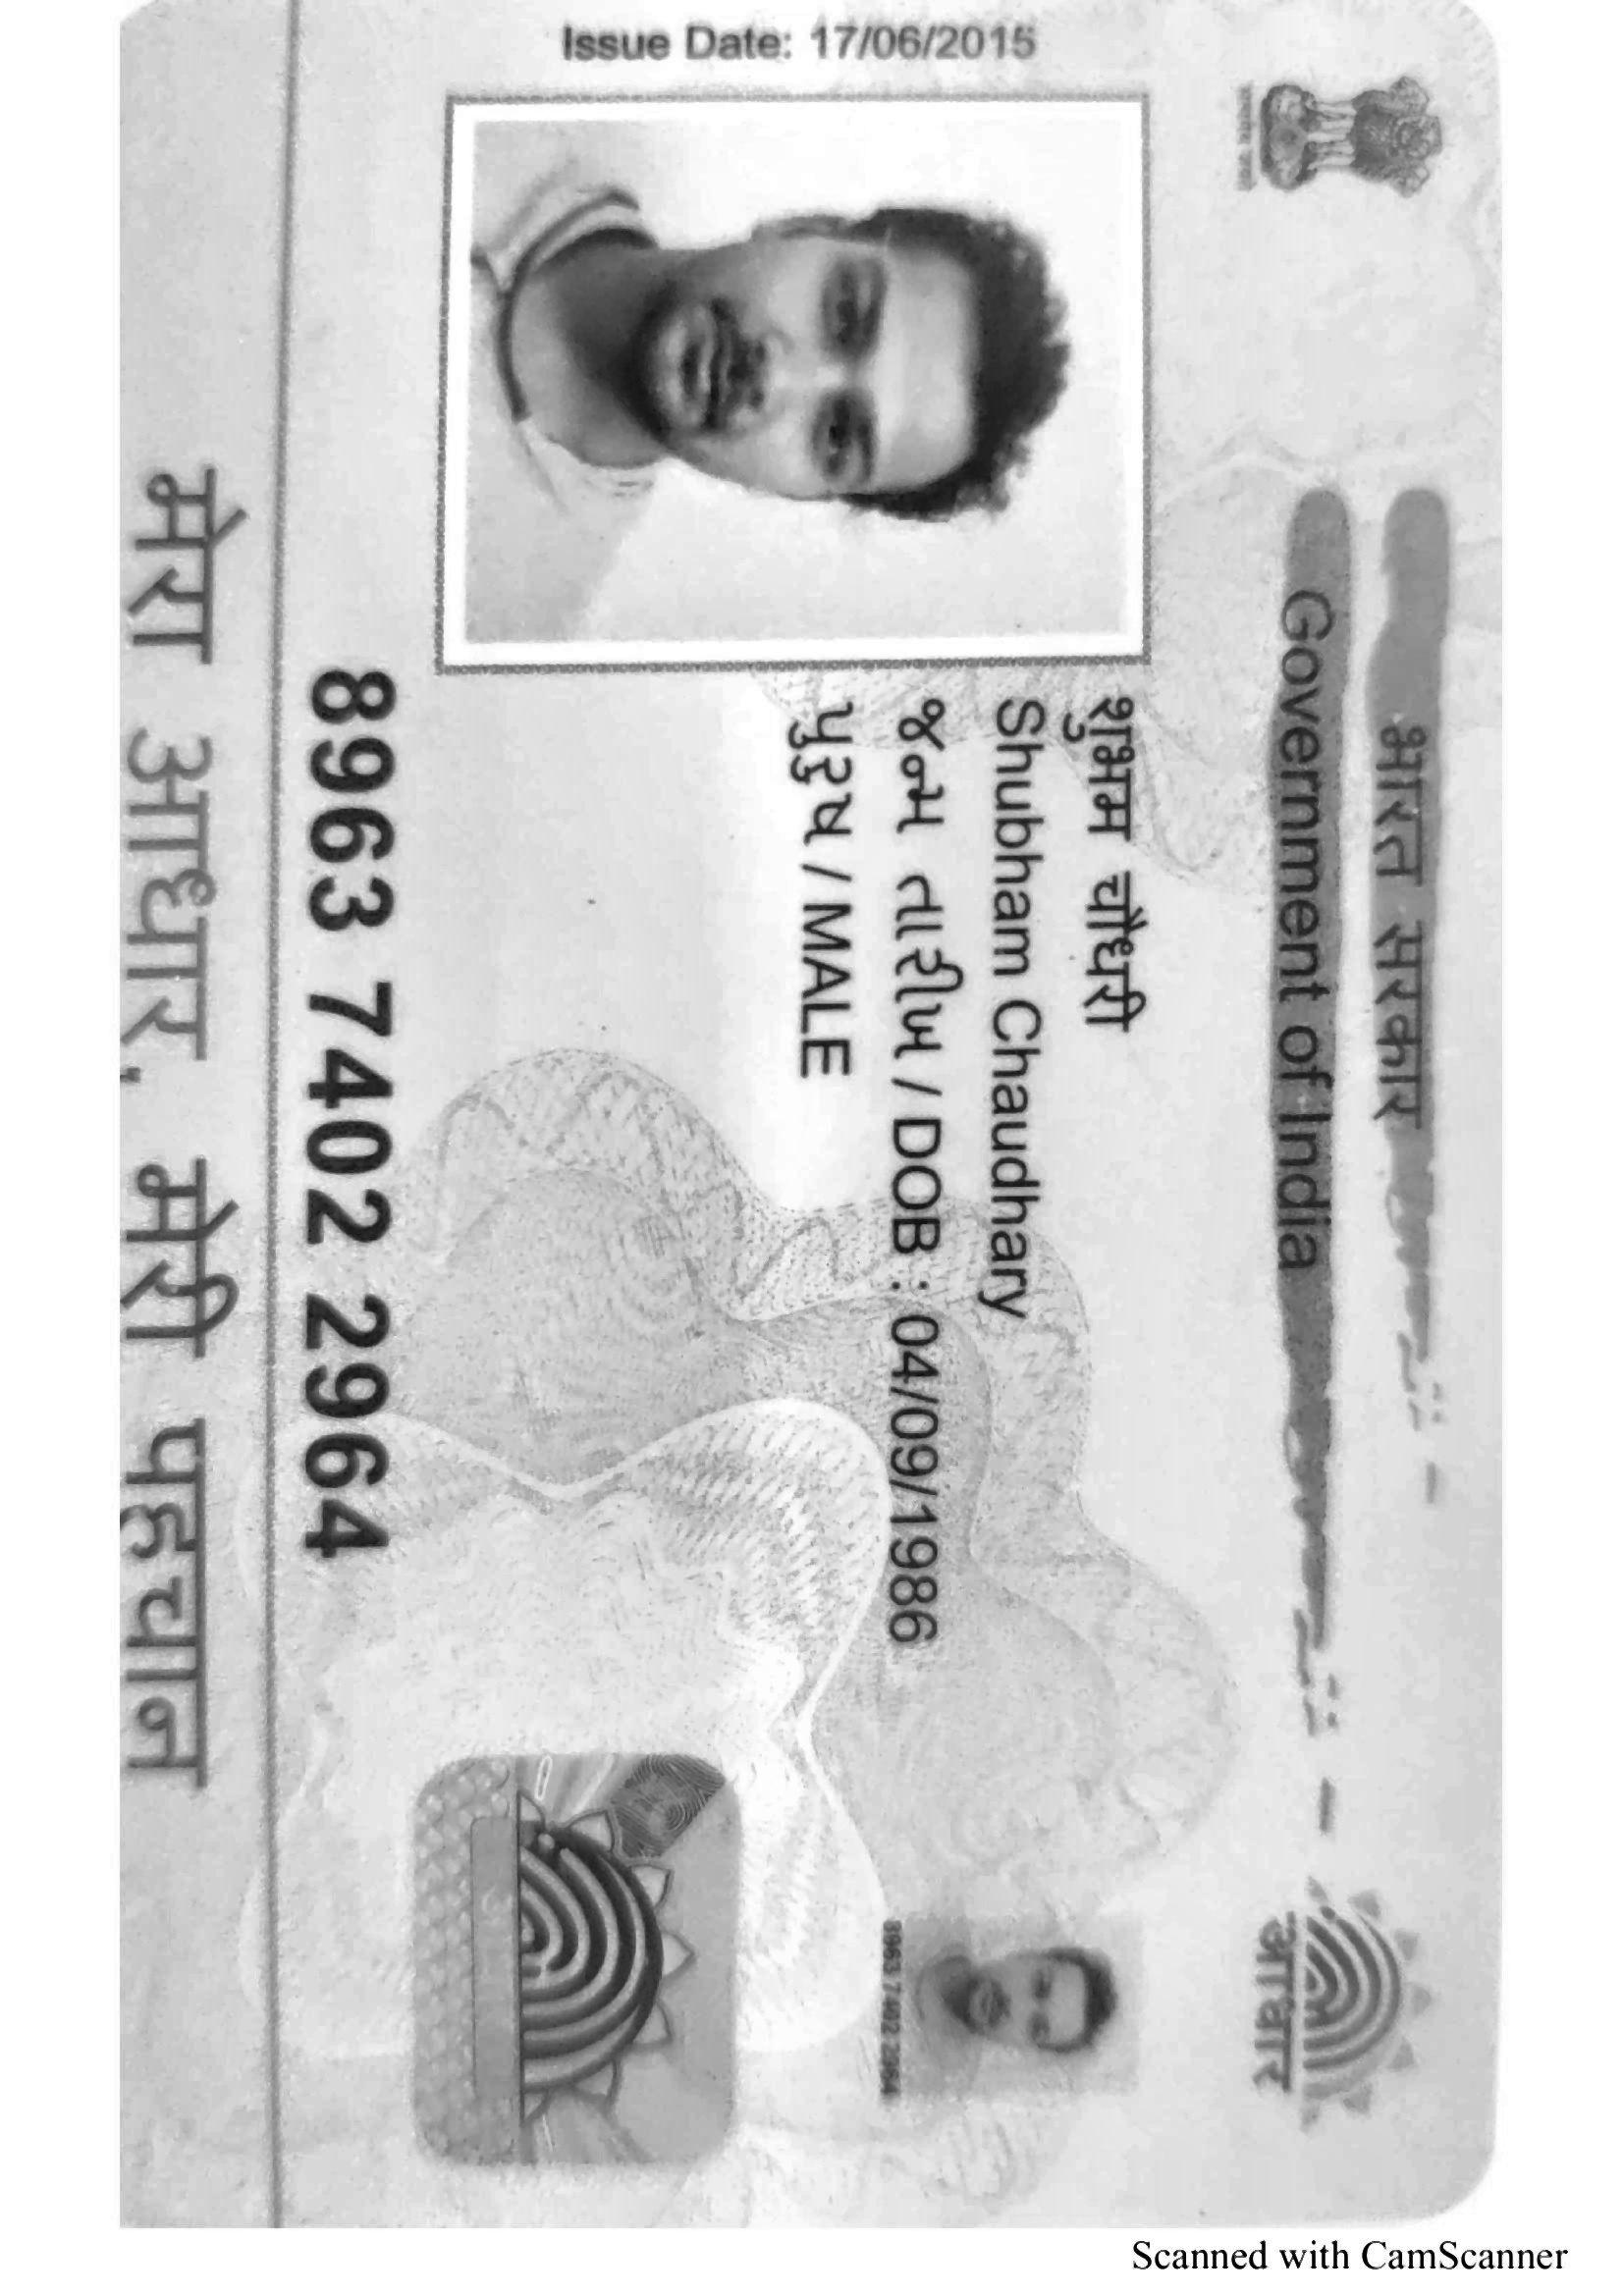 Issue Date: 17/06/2015
भारत सरकार
Government of India
आधार
शुभम चौधरी
Shubham Chaudhary
જન્મ તારીખ / DOB : 04/09/1986
પુરુષ / MALE
8963 7402 2964
8963 7402 2964
मेरा आधार, मेरी पहचान
Scanned with CamScanner